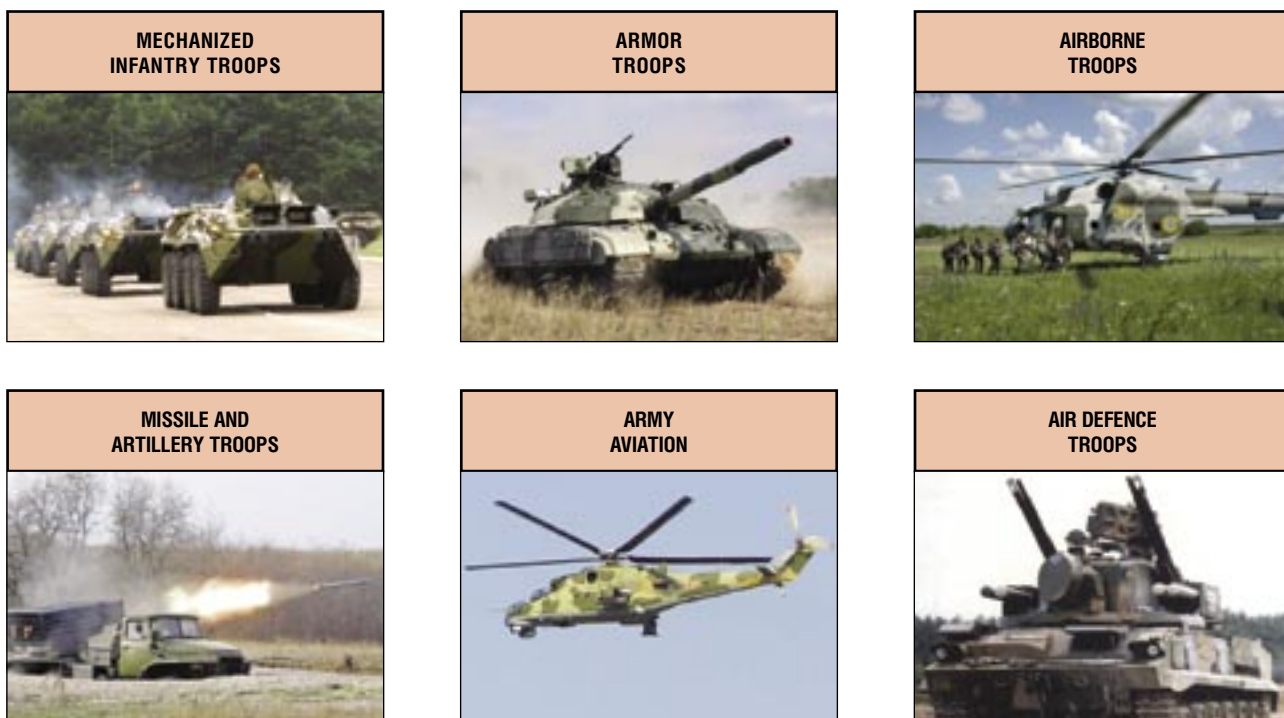 MECHANIZED
INFANTRY TROOPS
ARMOR
TROOPS
AIRBORNE
TROOPS
MISSILE AND
ARTILLERY TROOPS
ARMY
AVIATION
AIR DEFENCE
TROOPS